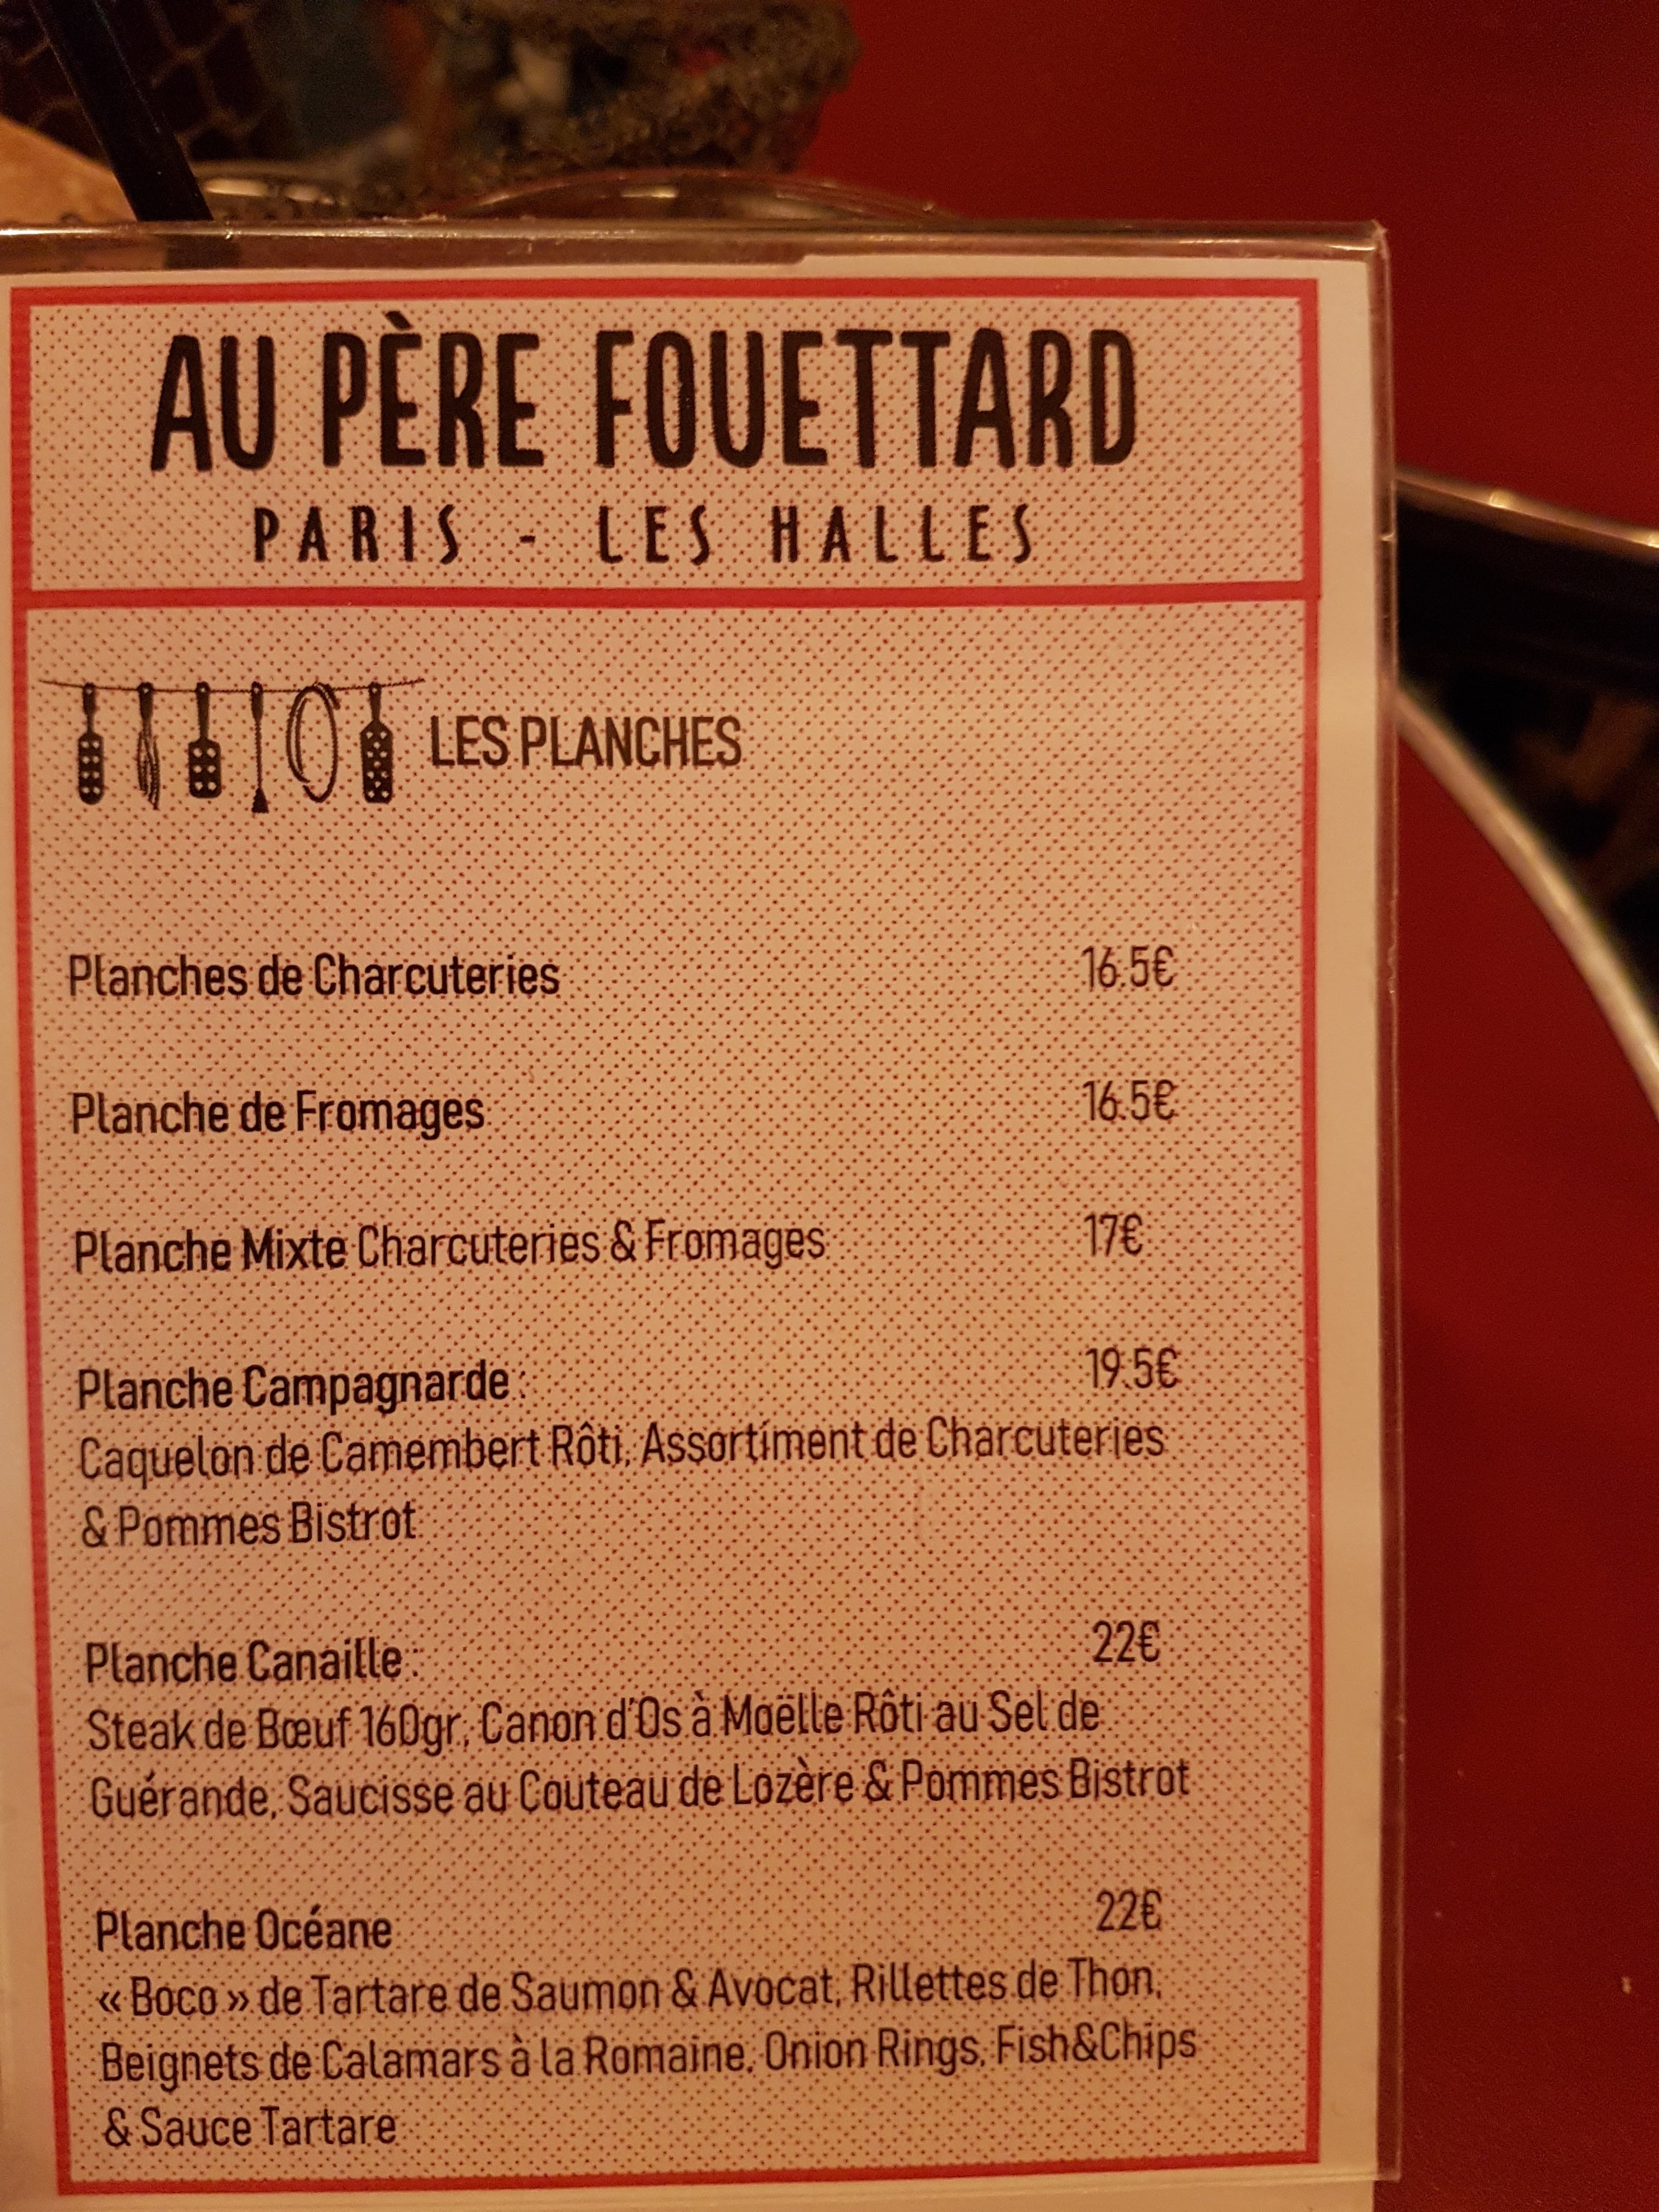 AU PÈRE FOUETTARD
PARIS - LES HALLES
LES PLANCHES
Planches de Charcuteries 16.5€
Planche de Fromages 16.5€
Planche Mixte Charcuteries & Fromages 17€
Planche Campagnarde : 19.5€
Caquelon de Camembert Rôti, Assortiment de Charcuteries
& Pommes Bistrot
Planche Canaille : 22€
Steak de Bœuf 160gr, Canon d'Os à Moëlle Rôti au Sel de
Guérande, Saucisse au Couteau de Lozère & Pommes Bistrot
Planche Océane 22€
« Boco » de Tartare de Saumon & Avocat, Rillettes de Thon,
Beignets de Calamars à la Romaine, Onion Rings, Fish&Chips
& Sauce Tartare